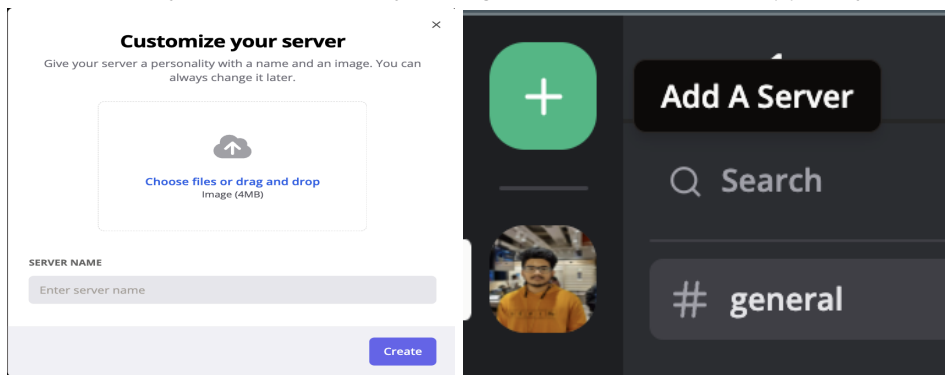 Customize your server
Give your server a personality with a name and an image. You can
always change it later.
Choose files or drag and drop
Image (4MB)
SERVER NAME
Enter server name
Create
Add A Server
Search
# general